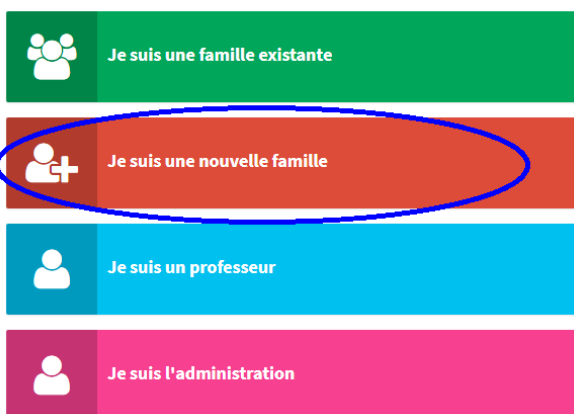 Je suis une famille existante
Je suis une nouvelle famille
Je suis un professeur
Je suis l'administration